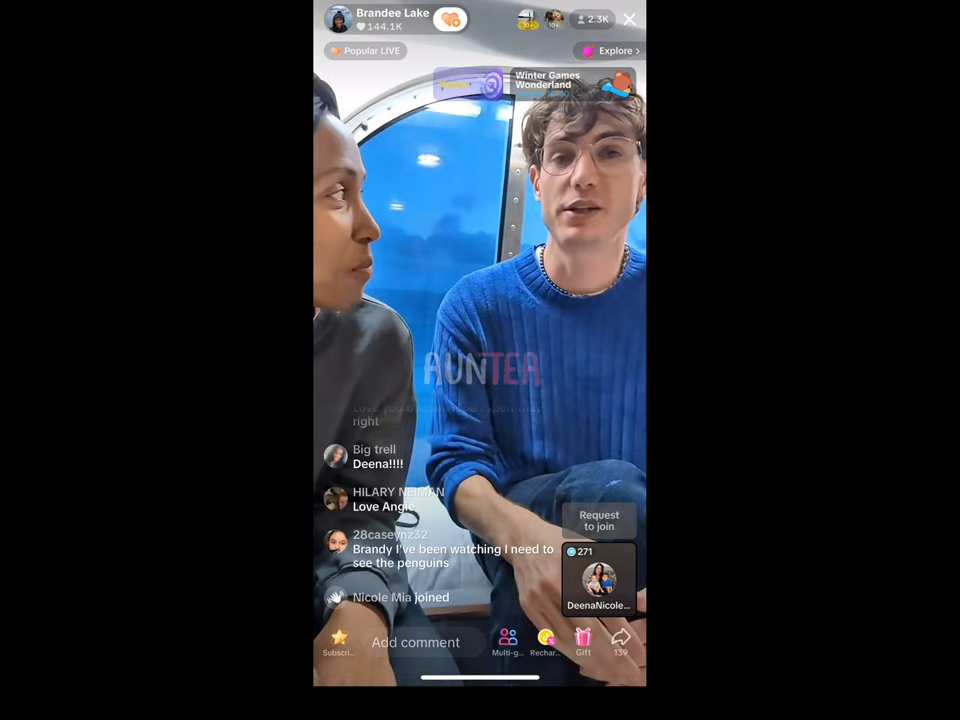 Brandee Lake
144.1K
2.3K
Popular LIVE
Explore
Winter Games
Wonderland
AUNTEA
right
Big trell
Deena!!!!
HILARY NEIMAN
Love Angie
28caseynz32
Brandy I've been watching I need to
see the penguins
Nicole Mia joined
Request
to join
271
DeenaNicole...
Add comment
Subscri...
Multi-g...
Rechar...
Gift
139